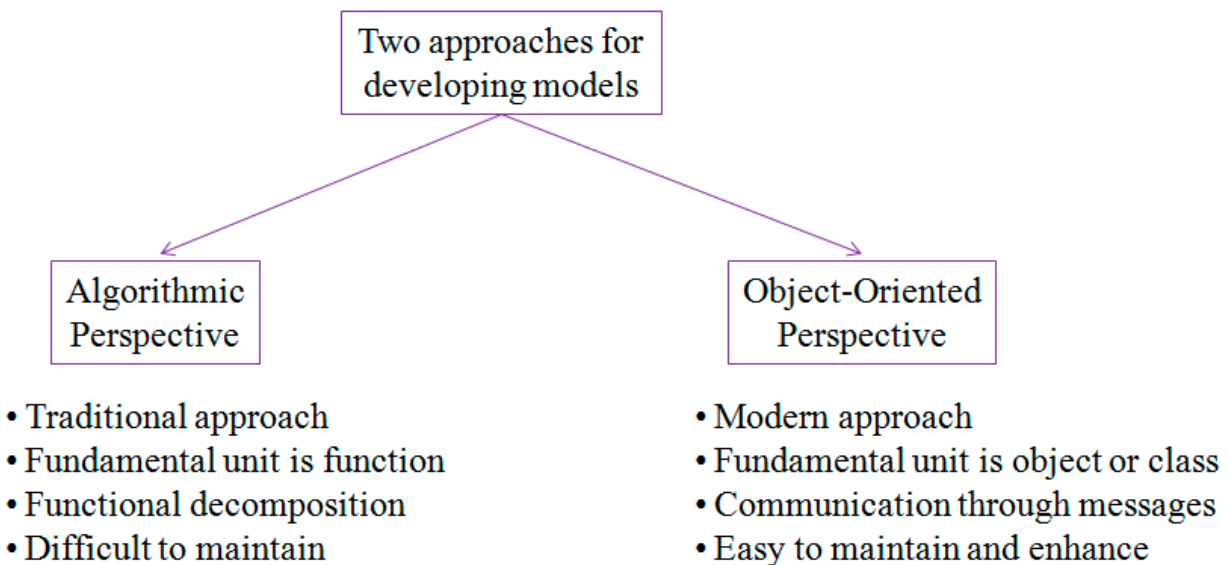 Two approaches for
developing models
Algorithmic
Perspective
Object-Oriented
Perspective
• Traditional approach
• Fundamental unit is function
• Functional decomposition
• Difficult to maintain
• Modern approach
• Fundamental unit is object or class
• Communication through messages
• Easy to maintain and enhance